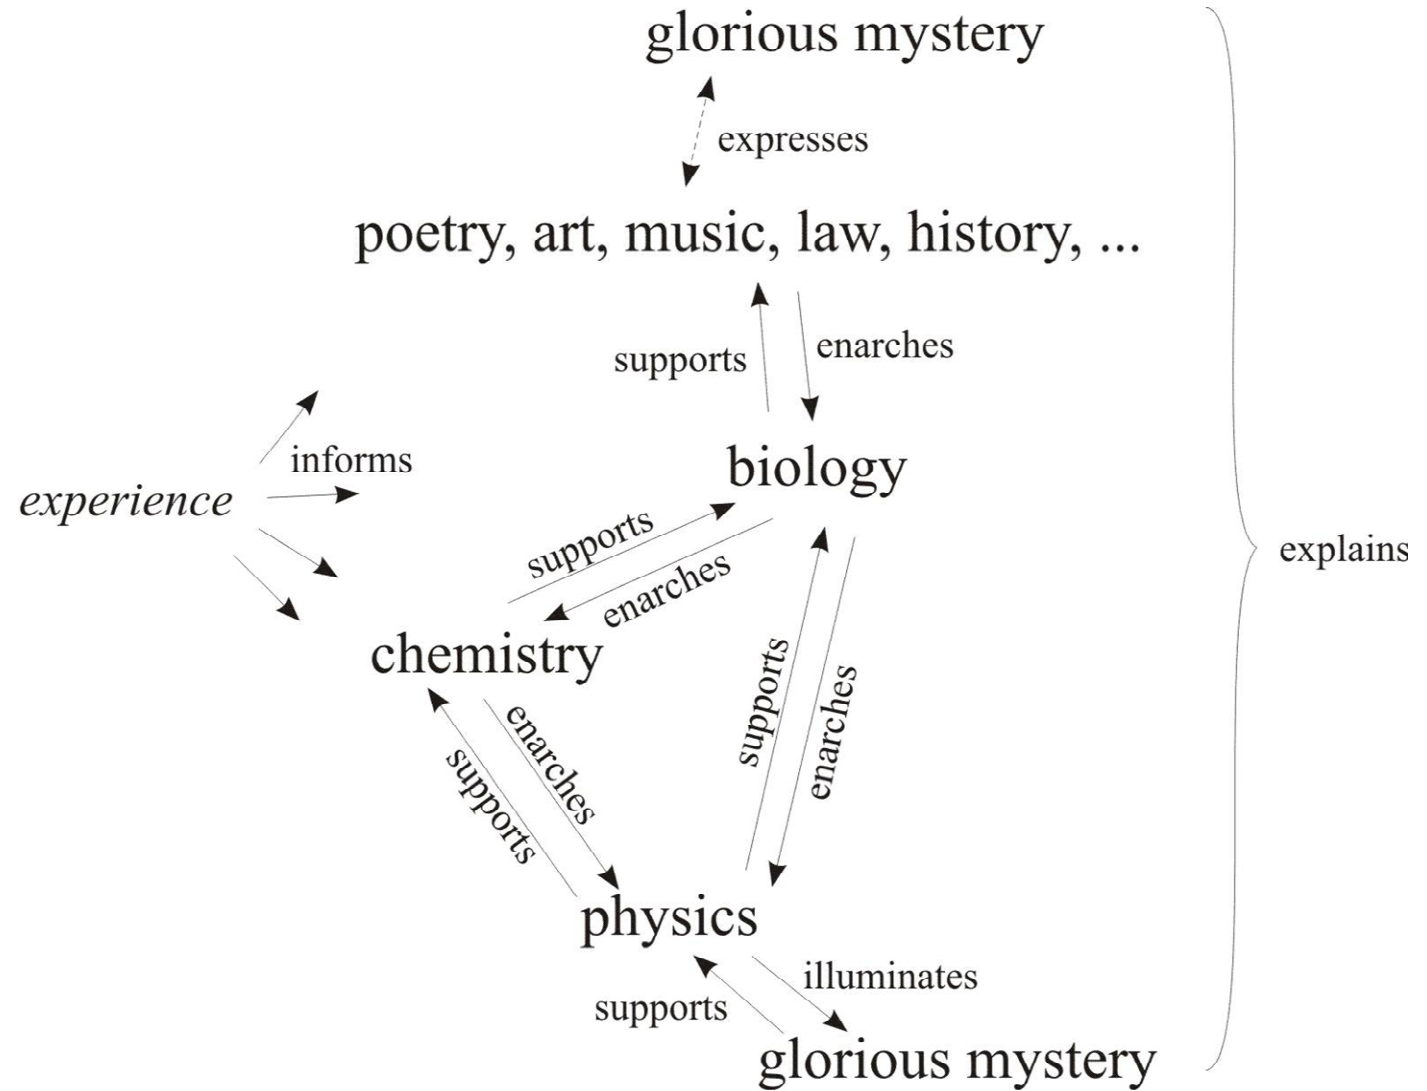 glorious mystery
expresses
poetry, art, music, law, history, ...
supports
enarches
informs
experience
biology
supports
enarches
explains
chemistry
supports
enarches
enarches
supports
physics
illuminates
supports
glorious mystery